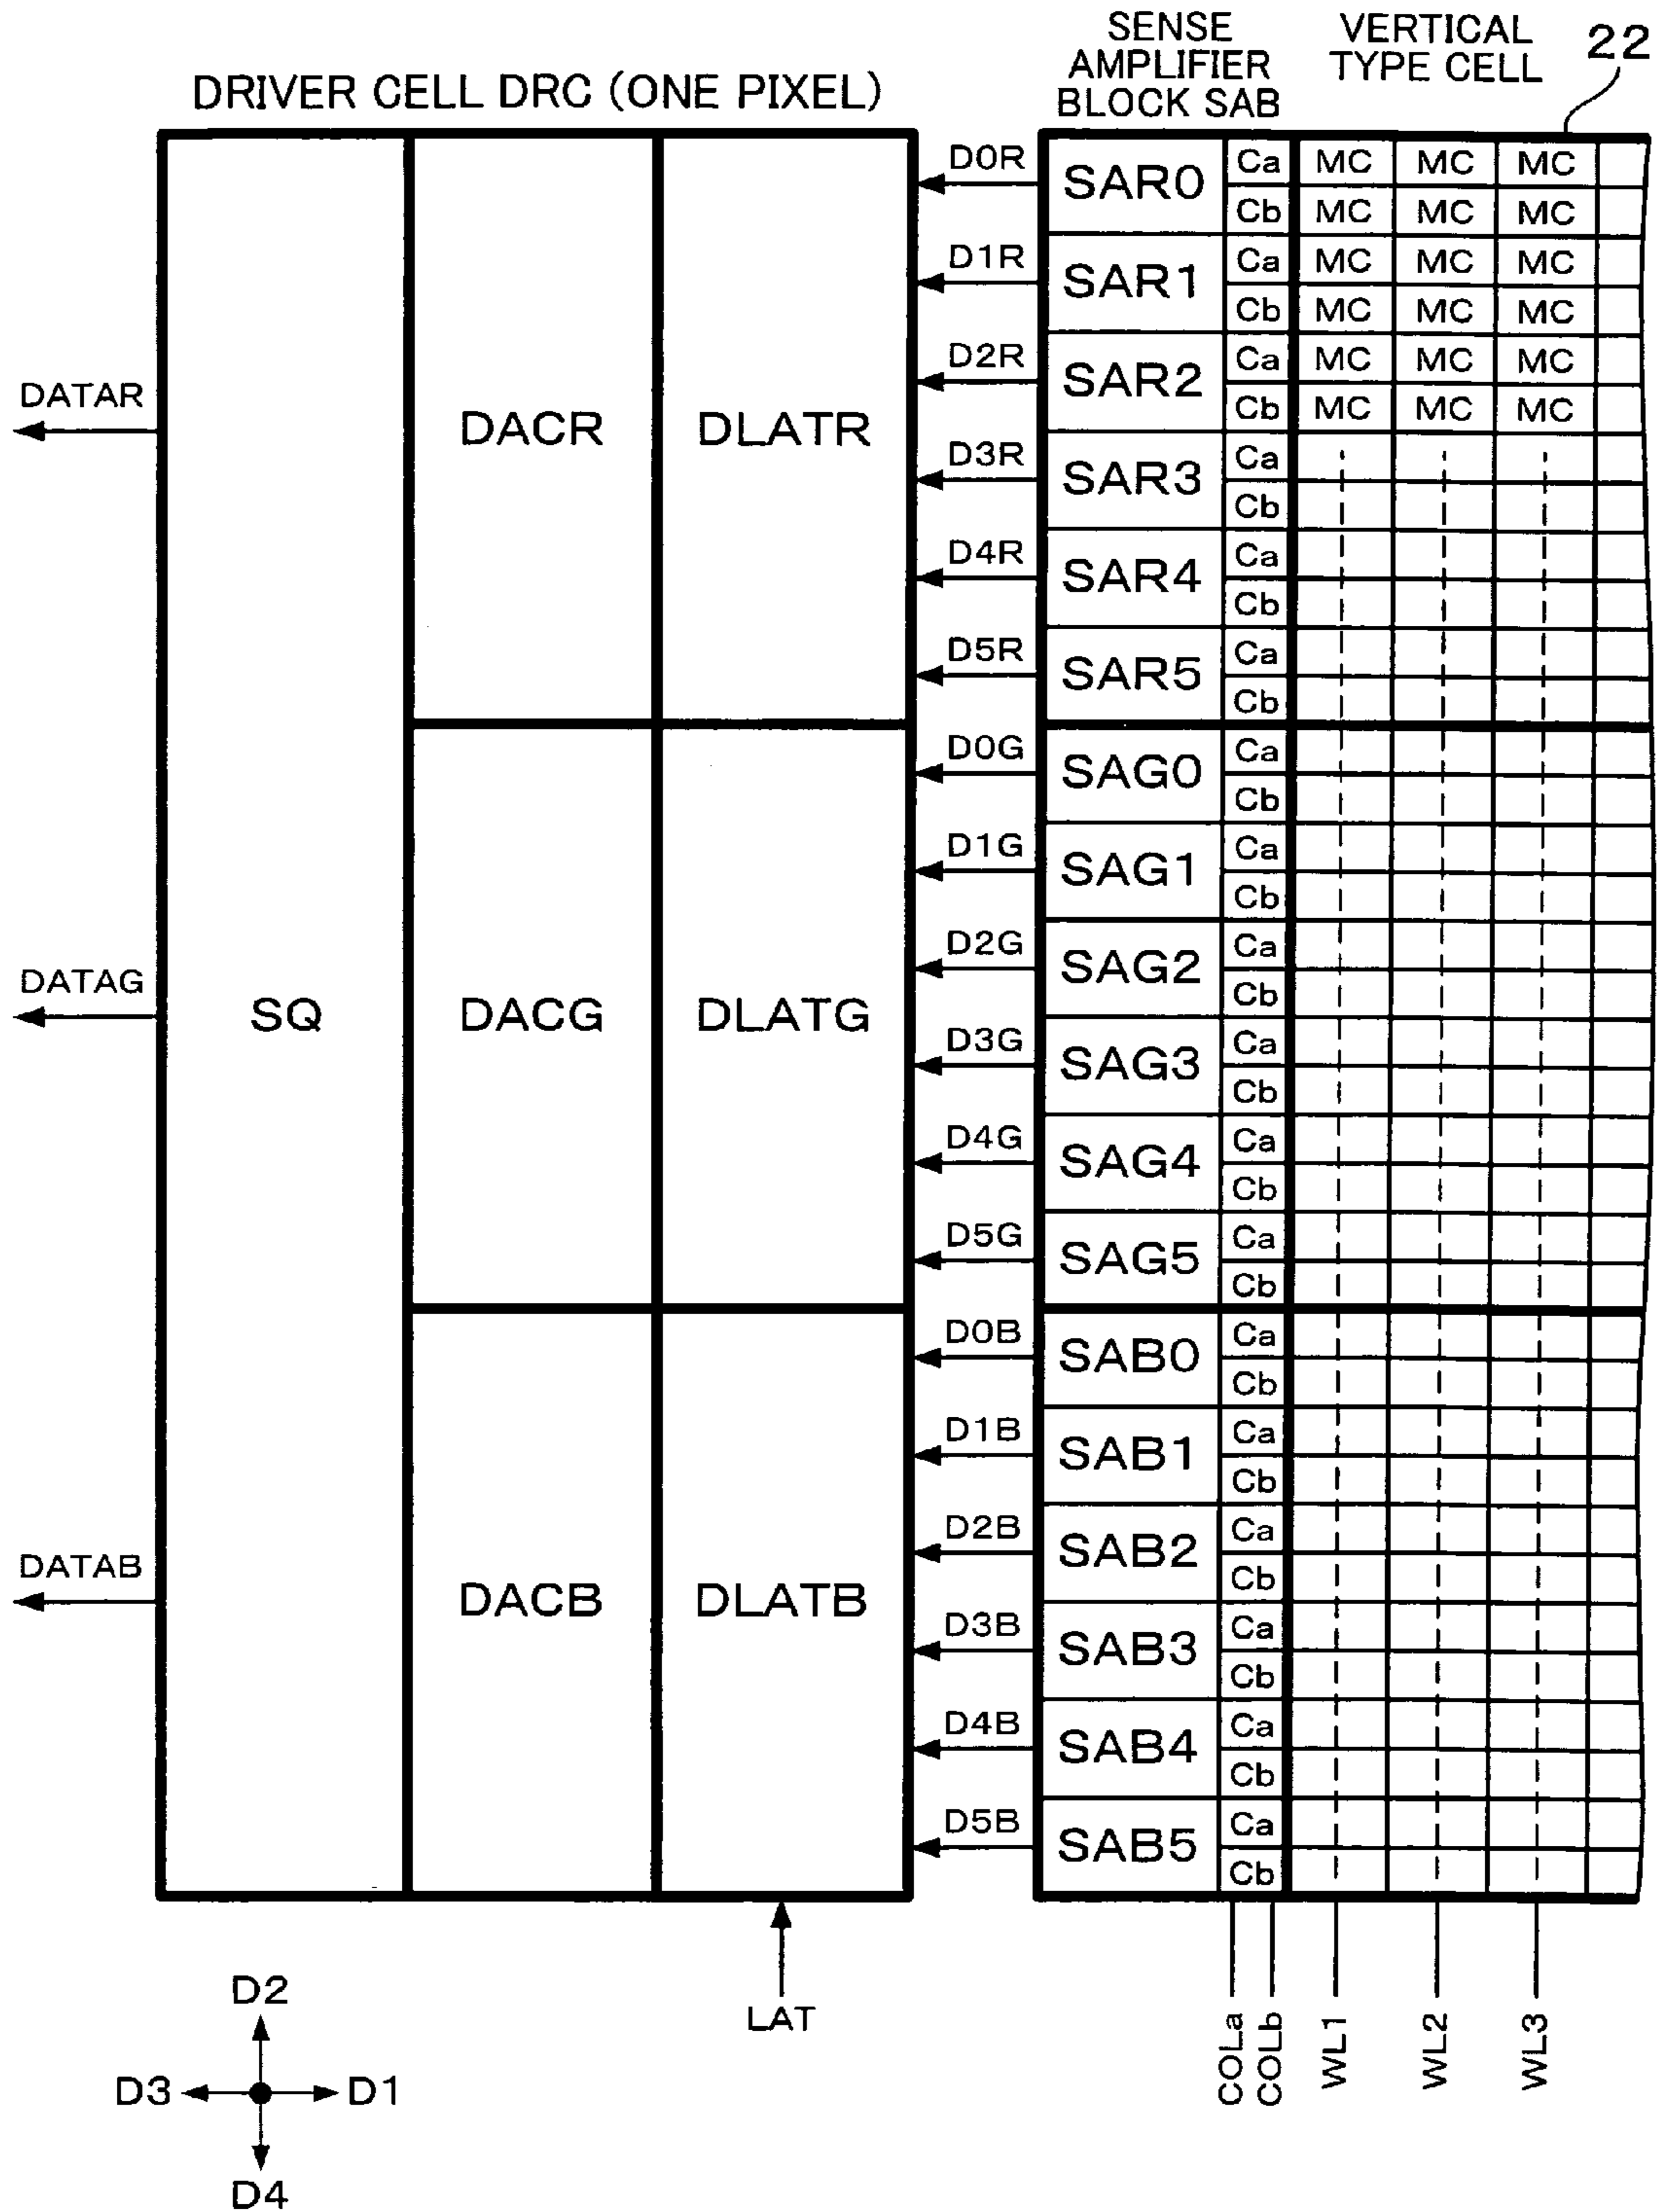 SENSE
AMPLIFIER
BLOCK SAB
VERTICAL
TYPE CELL
22
DRIVER CELL DRC (ONE PIXEL)
D0R SAR0 Ca MC MC MC
Cb MC MC MC
D1R SAR1 Ca MC MC MC
Cb MC MC MC
D2R SAR2 Ca MC MC MC
Cb MC MC MC
DATAR DACR DLATR
D3R SAR3 Ca
Cb
D4R SAR4 Ca
Cb
D5R SAR5 Ca
Cb
D0G SAG0 Ca
Cb
D1G SAG1 Ca
Cb
D2G SAG2 Ca
Cb
DATAG SQ DACG DLATG
D3G SAG3 Ca
Cb
D4G SAG4 Ca
Cb
D5G SAG5 Ca
Cb
D0B SAB0 Ca
Cb
D1B SAB1 Ca
Cb
D2B SAB2 Ca
Cb
DATAB DACB DLATB
D3B SAB3 Ca
Cb
D4B SAB4 Ca
Cb
D5B SAB5 Ca
Cb
LAT
COLa
COLb
WL1
WL2
WL3
D2
D3 D1
D4